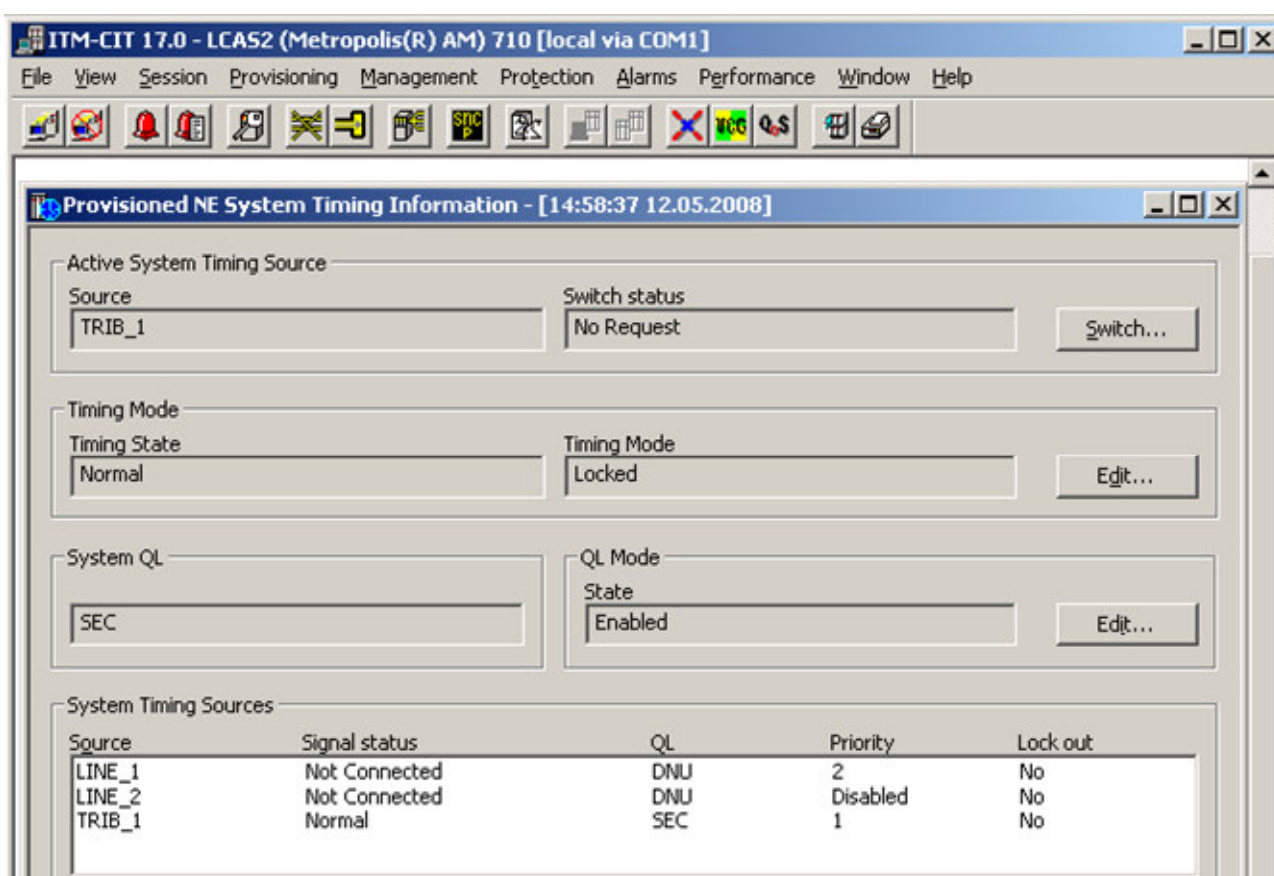 ITM-CIT 17.0 - LCAS2 (Metropolis(R) AM) 710 [local via COM1]
File View Session Provisioning Management Protection Alarms Performance Window Help
SNC P VCG QoS
Provisioned NE System Timing Information - [14:58:37 12.05.2008]
Active System Timing Source
Source Switch status
TRIB_1 No Request Switch...
Timing Mode
Timing State Timing Mode
Normal Locked Edit...
System QL QL Mode
State
SEC Enabled Edit...
System Timing Sources
Source Signal status QL Priority Lock out
LINE_1 Not Connected DNU 2 No
LINE_2 Not Connected DNU Disabled No
TRIB_1 Normal SEC 1 No